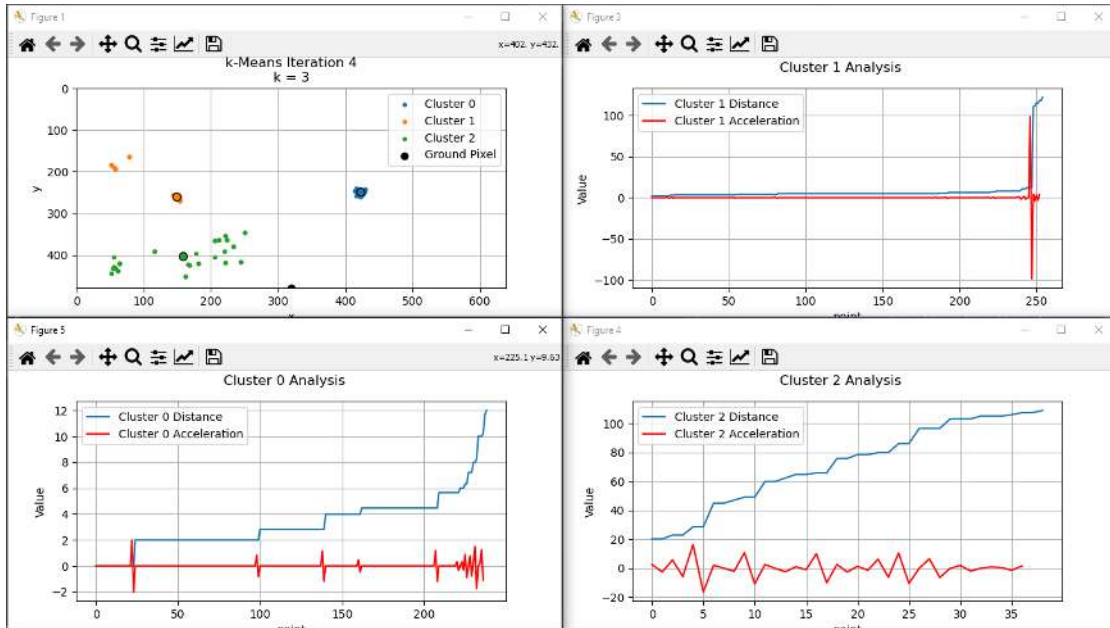 Figure 1
x=402. y=432.
k-Means Iteration 4
k = 3
Cluster 0
Cluster 1
Cluster 2
Ground Pixel
y
0
100
200
300
400
0 100 200 300 400 500 600
x
Figure 3
Cluster 1 Analysis
Cluster 1 Distance
Cluster 1 Acceleration
Value
100
50
0
−50
−100
0 50 100 150 200 250
point
Figure 5
x=225.1 y=9.63
Cluster 0 Analysis
Cluster 0 Distance
Cluster 0 Acceleration
Value
12
10
8
6
4
2
0
−2
0 50 100 150 200
point
Figure 4
Cluster 2 Analysis
Cluster 2 Distance
Cluster 2 Acceleration
Value
100
80
60
40
20
0
−20
0 5 10 15 20 25 30 35
point